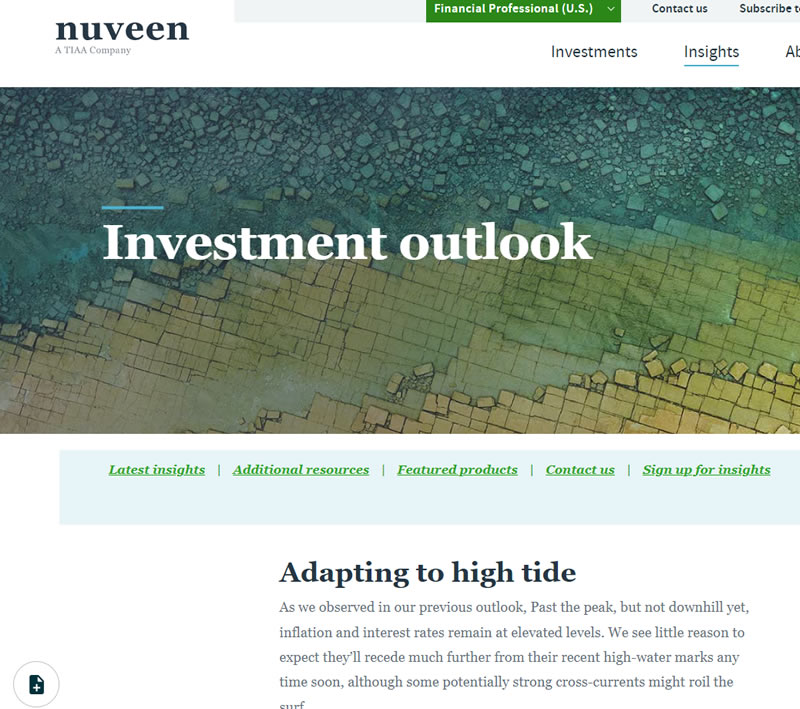 Financial Professional (U.S.)
Contact us
Subscribe
nuveen
A TIAA Company
Investments
Insights
Investment outlook
Latest insights | Additional resources | Featured products | Contact us | Sign up for insights
Adapting to high tide
As we observed in our previous outlook, Past the peak, but not downhill yet,
inflation and interest rates remain at elevated levels. We see little reason to
expect they’ll recede much further from their recent high-water marks any
time soon, although some potentially strong cross-currents might roil the
surf